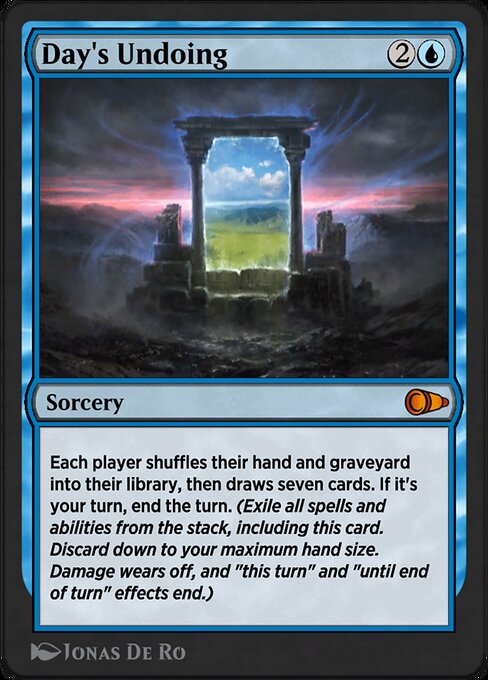 Day's Undoing 2
Sorcery
Each player shuffles their hand and graveyard
into their library, then draws seven cards. If it's
your turn, end the turn. (Exile all spells and
abilities from the stack, including this card.
Discard down to your maximum hand size.
Damage wears off, and "this turn" and "until end
of turn" effects end.)
Jonas De Ro